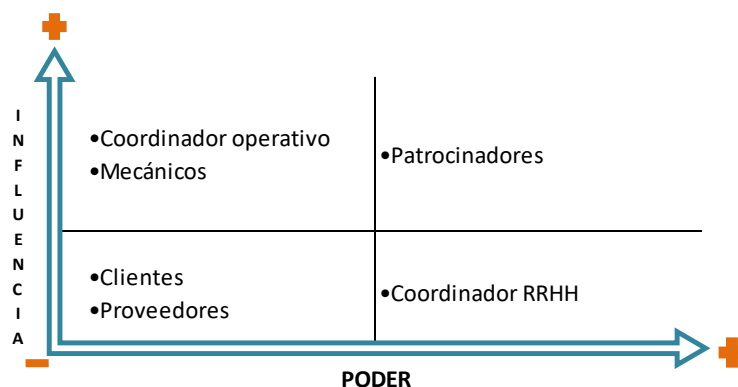 INFLUENCIA
•Coordinador operativo
•Mecánicos
•Patrocinadores
•Clientes
•Proveedores
•Coordinador RRHH
PODER